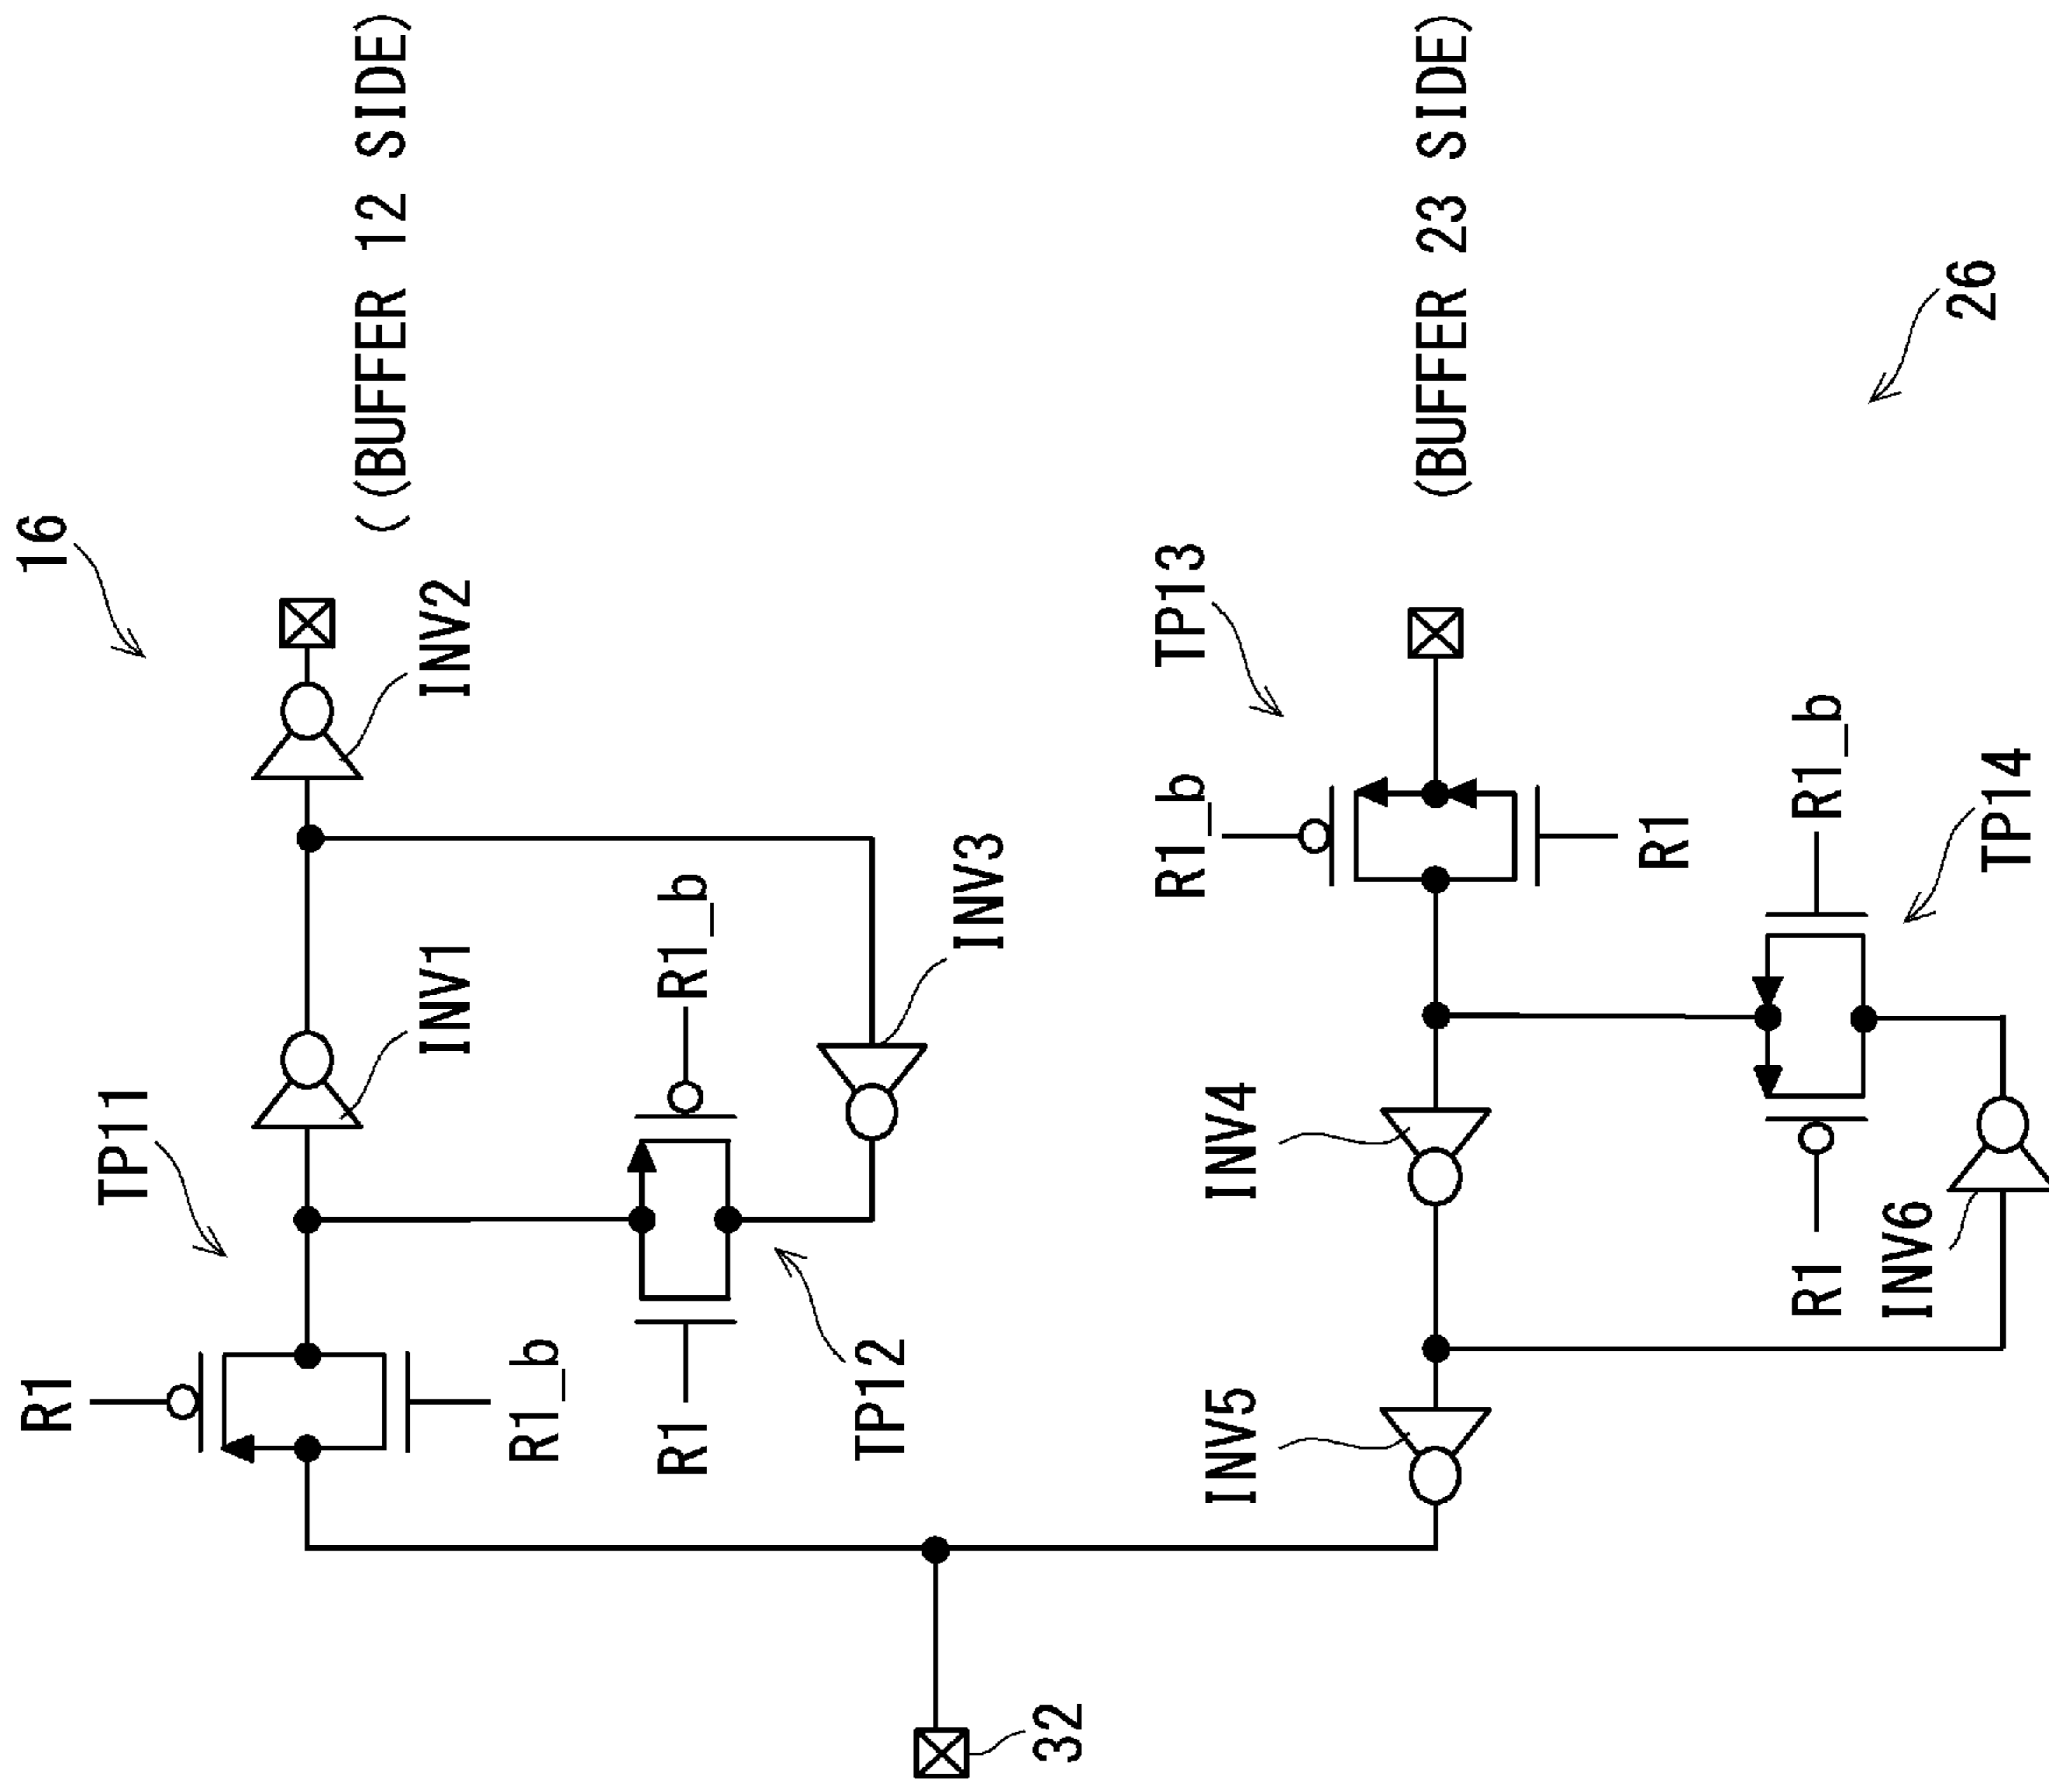 16
((BUFFER 12 SIDE)
INV2
TP11
INV1
R1
R1_b
R1
R1_b
TP12
INV3
32
TP13
(BUFFER 23 SIDE)
R1_b
R1
INV4
INV5
R1
R1_b
TP14
INV6
26